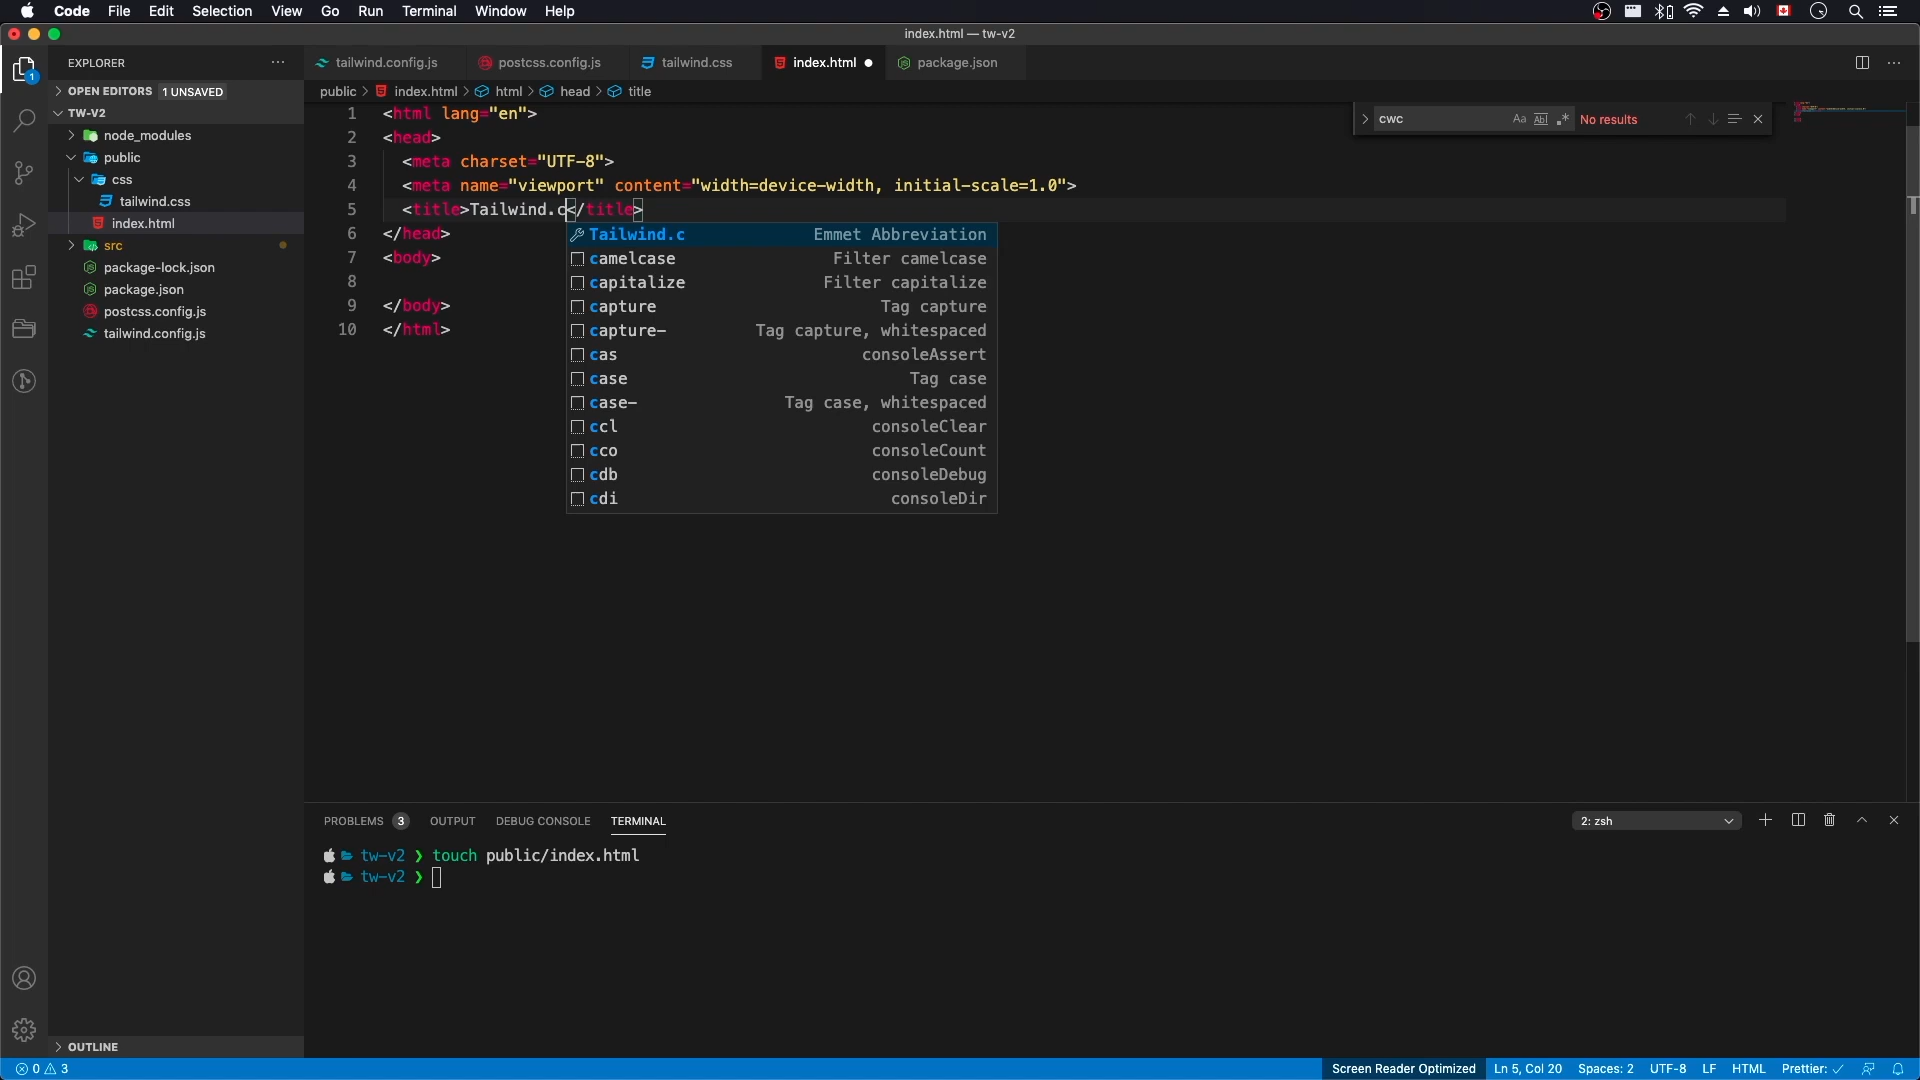 Code File Edit Selection View Go Run Terminal Window Help
index.html — tw-v2
EXPLORER
tailwind.config.js postcss.config.js tailwind.css index.html package.json
OPEN EDITORS 1 UNSAVED
TW-V2
node_modules
public
css
tailwind.css
index.html
src
package-lock.json
package.json
postcss.config.js
tailwind.config.js
OUTLINE
1
public > index.html > html > head > title
cwc Aa Abl .* No results
1 <html lang="en">
2 <head>
3 <meta charset="UTF-8">
4 <meta name="viewport" content="width=device-width, initial-scale=1.0">
5 <title>Tailwind.c</title>
6 </head>
7 <body>
8
9 </body>
10 </html>
Tailwind.c Emmet Abbreviation
camelcase Filter camelcase
capitalize Filter capitalize
capture Tag capture
capture- Tag capture, whitespaced
cas consoleAssert
case Tag case
case- Tag case, whitespaced
ccl consoleClear
cco consoleCount
cdb consoleDebug
cdi consoleDir
PROBLEMS 3 OUTPUT DEBUG CONSOLE TERMINAL
2: zsh
tw-v2 ❯ touch public/index.html
tw-v2 ❯
0 3
Screen Reader Optimized Ln 5, Col 20 Spaces: 2 UTF-8 LF HTML Prettier: ✓